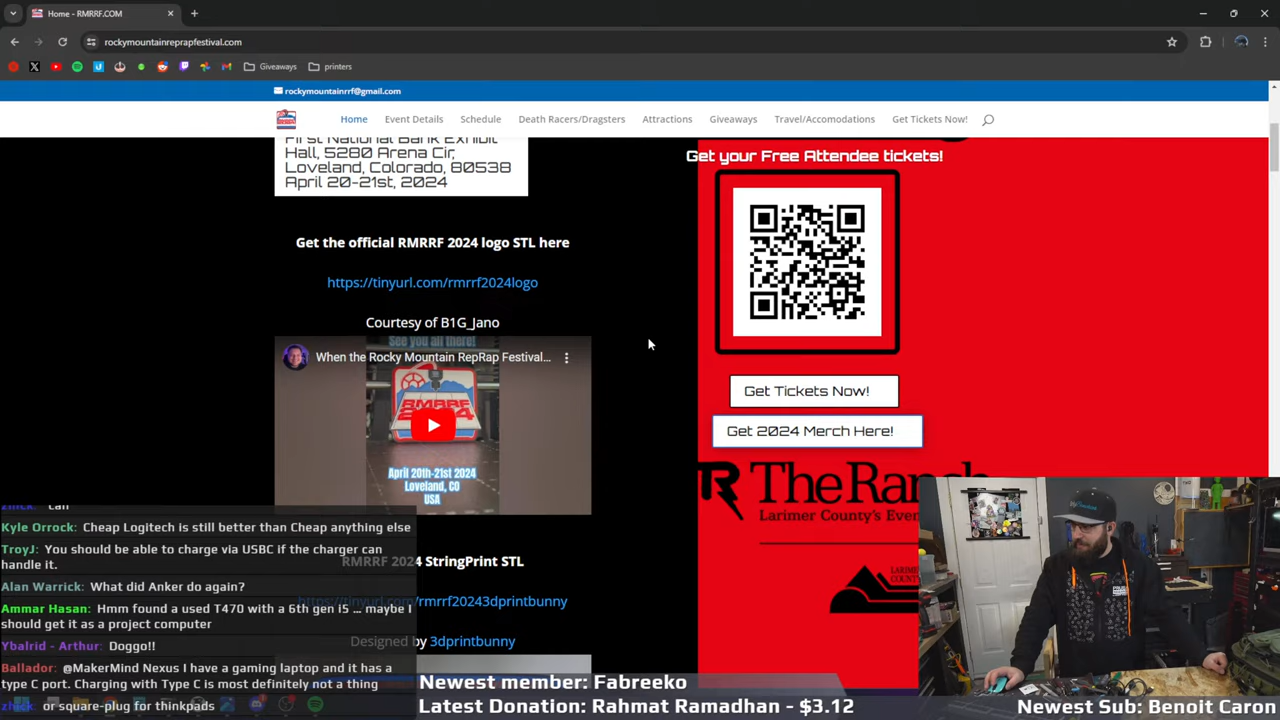 Home - RMRRF.COM
rockymountainreprapfestival.com
Giveaways
printers
rockymountainrrf@gmail.com
Home
Event Details
Schedule
Death Racers/Dragsters
Attractions
Giveaways
Travel/Accomodations
Get Tickets Now!
First National Bank Exhibit
Hall, 5280 Arena Cir,
Loveland, Colorado, 80538
April 20-21st, 2024
Get your Free Attendee tickets!
Get the official RMRRF 2024 logo STL here
https://tinyurl.com/rmrrf2024logo
Courtesy of B1G_Jano
See you all there!
When the Rocky Mountain RepRap Festival...
RMRRF
2024
April 20th-21st 2024
Loveland, CO
USA
Get Tickets Now!
Get 2024 Merch Here!
The Ranch
Larimer County's Eve
LARIMER
COUNTY
RMRRF 2024 StringPrint STL
https://tinyurl.com/rmrrf20243dprintbunny
Designed by 3dprintbunny
Kyle Orrock: Cheap Logitech is still better than Cheap anything else
TroyJ: You should be able to charge via USBC if the charger can
handle it.
Alan Warrick: What did Anker do again?
Ammar Hasan: Hmm found a used T470 with a 6th gen i5 ... maybe I
should get it as a project computer
Ybalrid - Arthur: Doggo!!
Ballador: @MakerMind Nexus I have a gaming laptop and it has a
type C port. Charging with Type C is most definitely not a thing
zhick: or square-plug for thinkpads
Newest member: Fabreeko
Latest Donation: Rahmat Ramadhan - $3.12
Newest Sub: Benoit Caron